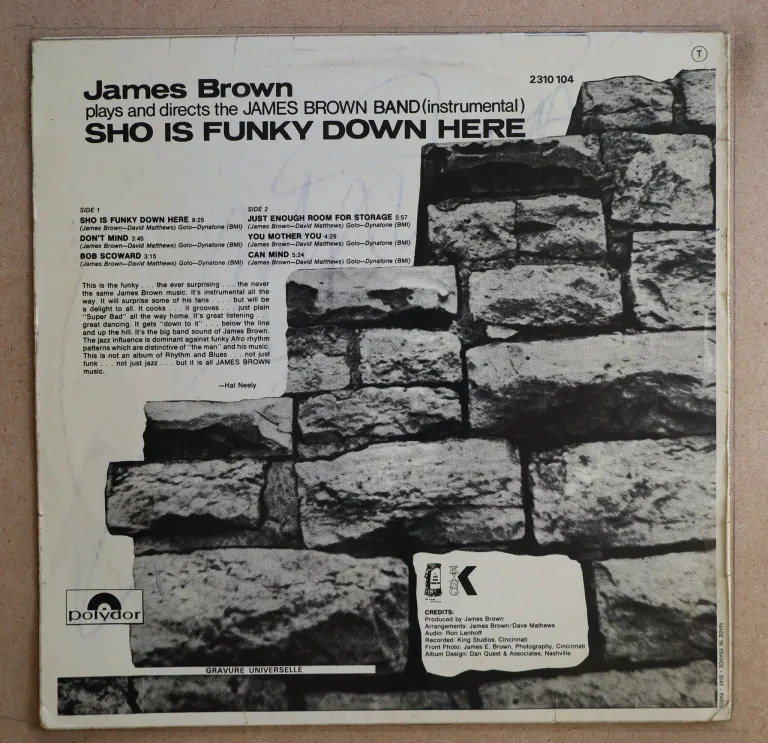 T
2310 104
James Brown
plays and directs the JAMES BROWN BAND (instrumental)
SHO IS FUNKY DOWN HERE
SIDE 1
SHO IS FUNKY DOWN HERE 8:25
(James Brown—David Matthews) Golo—Dynatone (BMI)
DON'T MIND 3:45
(James Brown—David Matthews) Golo—Dynatone (BMI)
BOB SCOWARD 3:15
(James Brown—David Matthews) Golo—Dynatone (BMI)
SIDE 2
JUST ENOUGH ROOM FOR STORAGE 5:57
(James Brown—David Matthews) Golo—Dynatone (BMI)
YOU MOTHER YOU 4:29
(James Brown—David Matthews) Golo—Dynatone (BMI)
CAN MIND 5:24
(James Brown—David Matthews) Golo—Dynatone (BMI)
This is the funky . . . the ever surprising . . . the never
the same James Brown music. It's instrumental all the
way. It will surprise some of his fans . . . . but will be
a delight to all. It cooks . . . it grooves . . . just plain
"Super Bad" all the way home. It's great listening . . .
great dancing. It gets "down to it" . . . below the line
and up the hill. It's the big band sound of James Brown.
The jazz influence is dominant against funky Afro rhythm
patterns which are distinctive of "the man" and his music.
This is not an album of Rhythm and Blues . . . not just
funk . . . not just jazz . . . but it is all JAMES BROWN
music.
—Hal Neely
polydor
GRAVURE UNIVERSELLE
KING
K
CREDITS:
Produced by James Brown
Arrangements: James Brown/Dave Mathews
Audio: Ron Lenhoff
Recorded: King Studios, Cincinnati
Front Photo: James E. Brown, Photography, Cincinnati
Album Design: Dan Quest & Associates, Nashville
MADE IN FRANCE